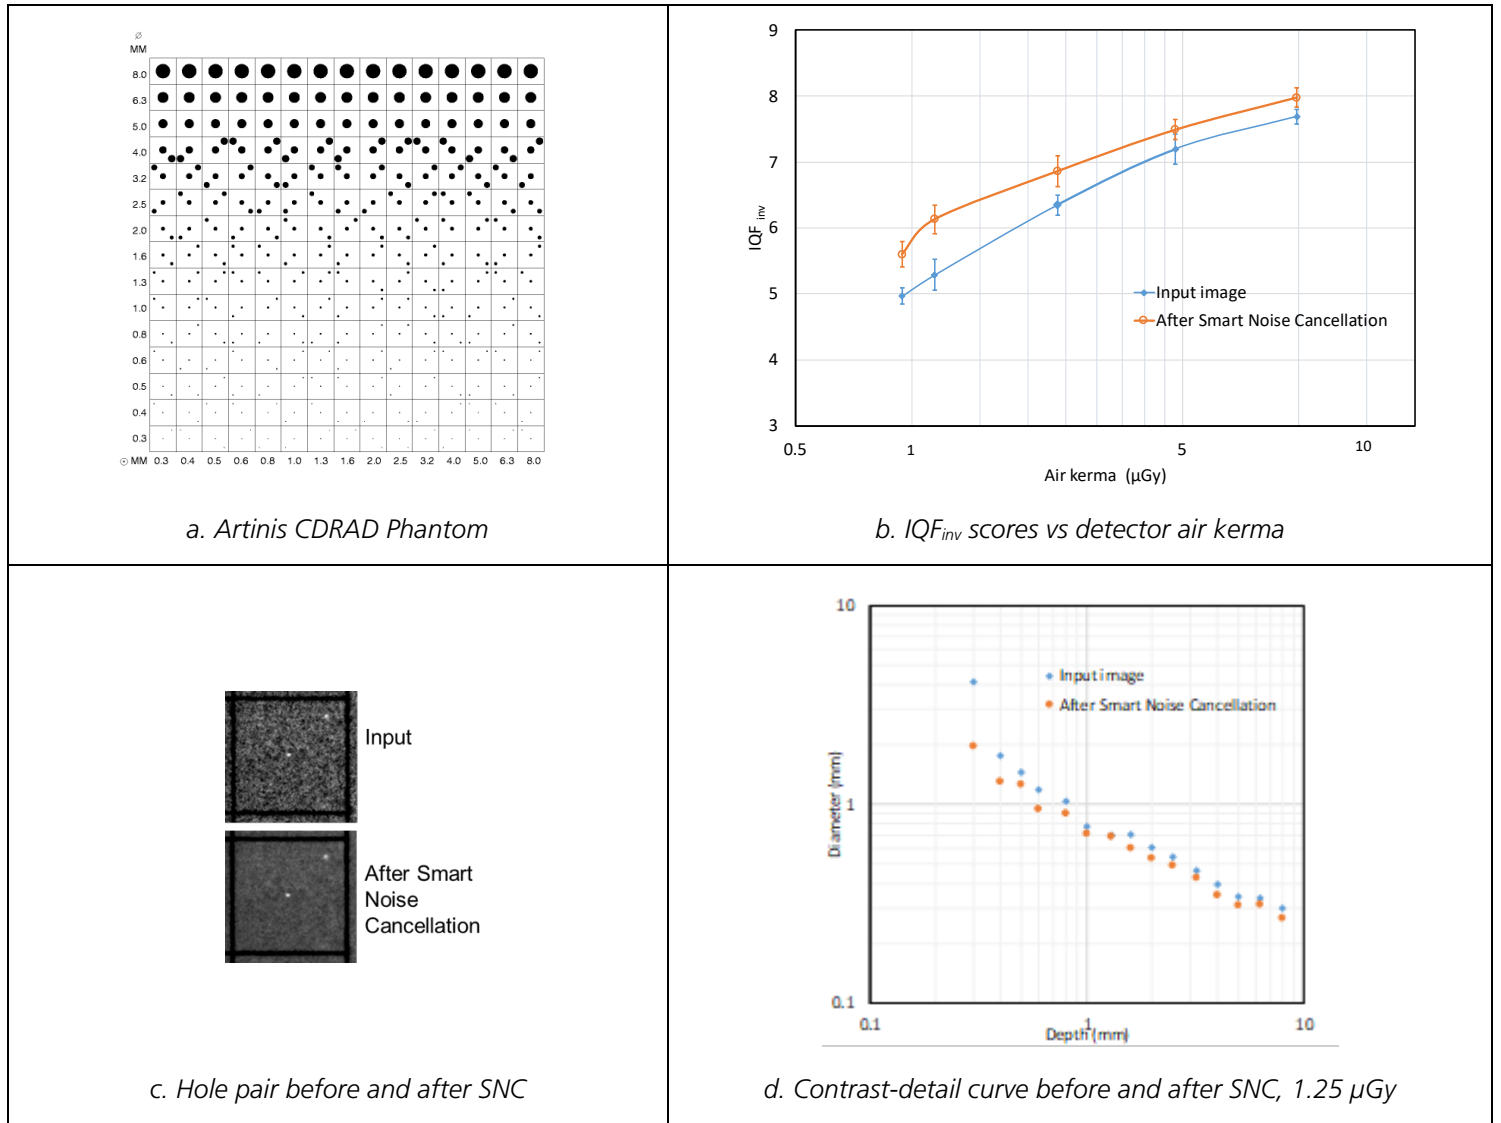 ⌀
MM
8.0
6.3
5.0
4.0
3.2
2.5
2.0
1.6
1.3
1.0
0.8
0.6
0.5
0.4
0.3
⊙ MM 0.3 0.4 0.5 0.6 0.8 1.0 1.3 1.6 2.0 2.5 3.2 4.0 5.0 6.3 8.0
a. Artinis CDRAD Phantom
9
8
7
6
5
4
3
IQF inv
Input image
After Smart Noise Cancellation
0.5 1 5 10
Air kerma (µGy)
b. IQFinv scores vs detector air kerma
Input
After Smart
Noise
Cancellation
c. Hole pair before and after SNC
10
Input image
After Smart Noise Cancellation
Diameter (mm)
1
0.1
0.1 1 10
Depth (mm)
d. Contrast-detail curve before and after SNC, 1.25 µGy